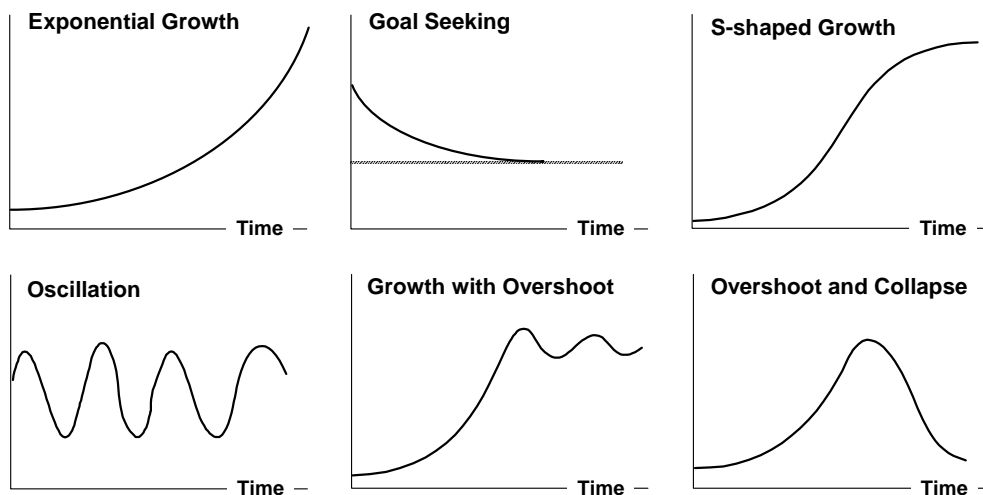 Exponential Growth
Goal Seeking
S-shaped Growth
Time
Time
Time
Oscillation
Growth with Overshoot
Overshoot and Collapse
Time
Time
Time